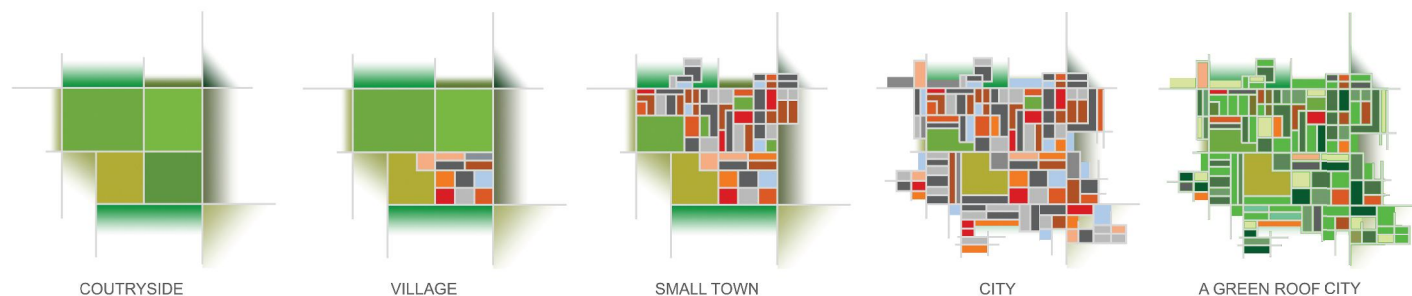 COUTRYSIDE
VILLAGE
SMALL TOWN
CITY
A GREEN ROOF CITY